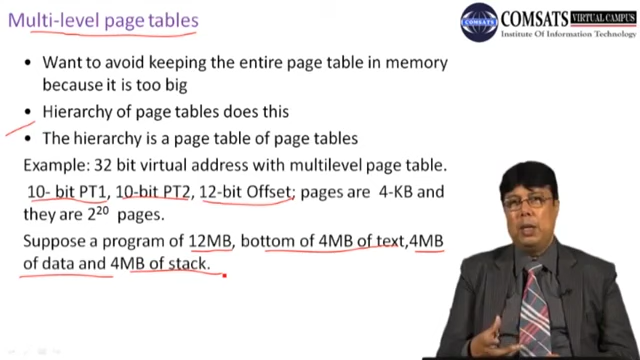 Multi-level page tables
COMSATS VIRTUAL CAMPUS
Institute Of Information Technology
• Want to avoid keeping the entire page table in memory
because it is too big
• Hierarchy of page tables does this
• The hierarchy is a page table of page tables
Example: 32 bit virtual address with multilevel page table.
10- bit PT1, 10-bit PT2, 12-bit Offset; pages are 4-KB and
they are 2²⁰ pages.
Suppose a program of 12MB, bottom of 4MB of text,4MB
of data and 4MB of stack.